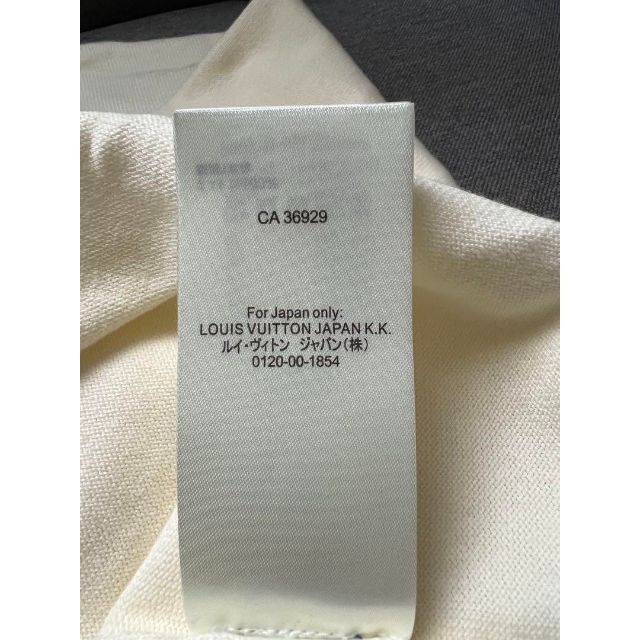 CA 36929
For Japan only:
LOUIS VUITTON JAPAN K.K.
ルイ・ヴィトン ジャパン(株)
0120-00-1854